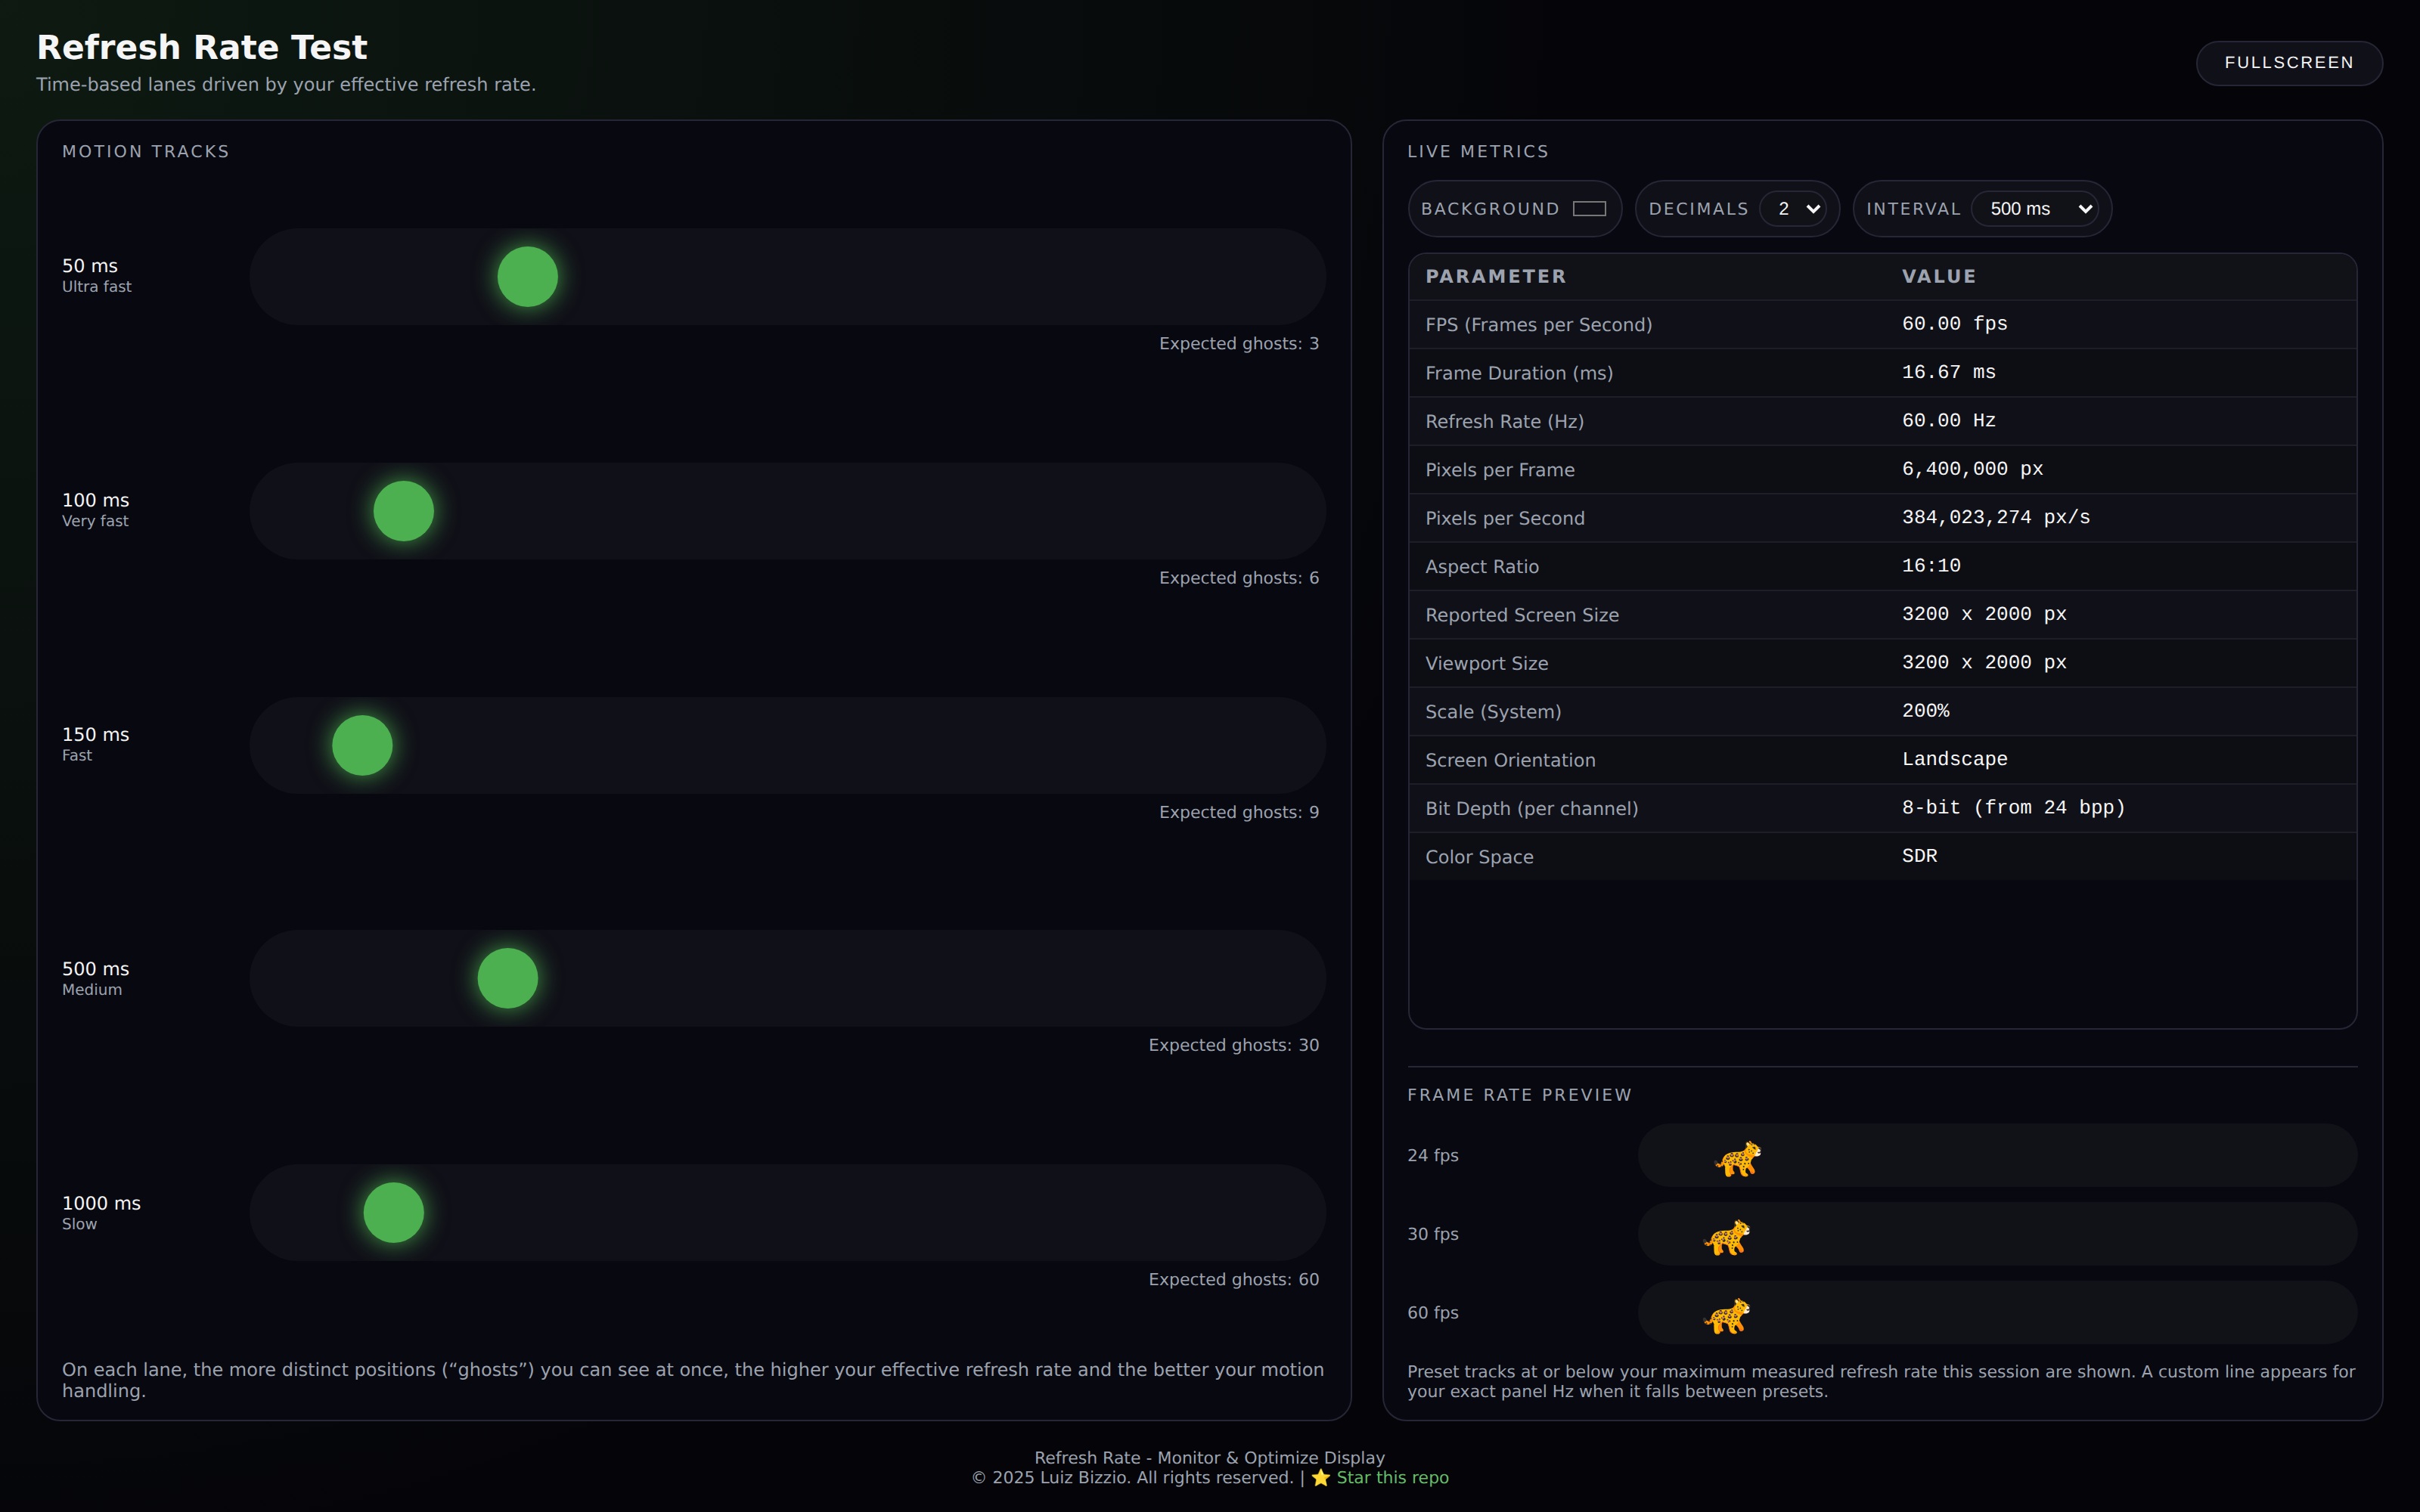 Refresh Rate Test
Time-based lanes driven by your effective refresh rate.
FULLSCREEN
MOTION TRACKS
50 ms
Ultra fast
Expected ghosts: 3
100 ms
Very fast
Expected ghosts: 6
150 ms
Fast
Expected ghosts: 9
500 ms
Medium
Expected ghosts: 30
1000 ms
Slow
Expected ghosts: 60
On each lane, the more distinct positions (“ghosts”) you can see at once, the higher your effective refresh rate and the better your motion
handling.
LIVE METRICS
BACKGROUND DECIMALS 2 INTERVAL 500 ms
PARAMETER VALUE
FPS (Frames per Second) 60.00 fps
Frame Duration (ms) 16.67 ms
Refresh Rate (Hz) 60.00 Hz
Pixels per Frame 6,400,000 px
Pixels per Second 384,023,274 px/s
Aspect Ratio 16:10
Reported Screen Size 3200 x 2000 px
Viewport Size 3200 x 2000 px
Scale (System) 200%
Screen Orientation Landscape
Bit Depth (per channel) 8-bit (from 24 bpp)
Color Space SDR
FRAME RATE PREVIEW
24 fps
30 fps
60 fps
Preset tracks at or below your maximum measured refresh rate this session are shown. A custom line appears for
your exact panel Hz when it falls between presets.
Refresh Rate - Monitor & Optimize Display
© 2025 Luiz Bizzio. All rights reserved. | ⭐ Star this repo